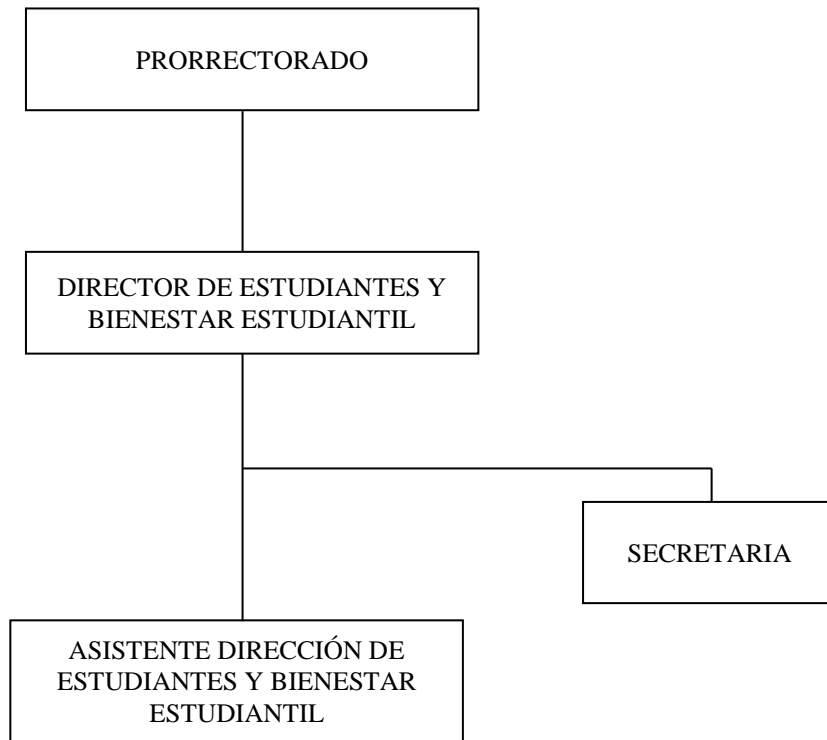 PRORRECTORADO
DIRECTOR DE ESTUDIANTES Y
BIENESTAR ESTUDIANTIL
SECRETARIA
ASISTENTE DIRECCIÓN DE
ESTUDIANTES Y BIENESTAR
ESTUDIANTIL